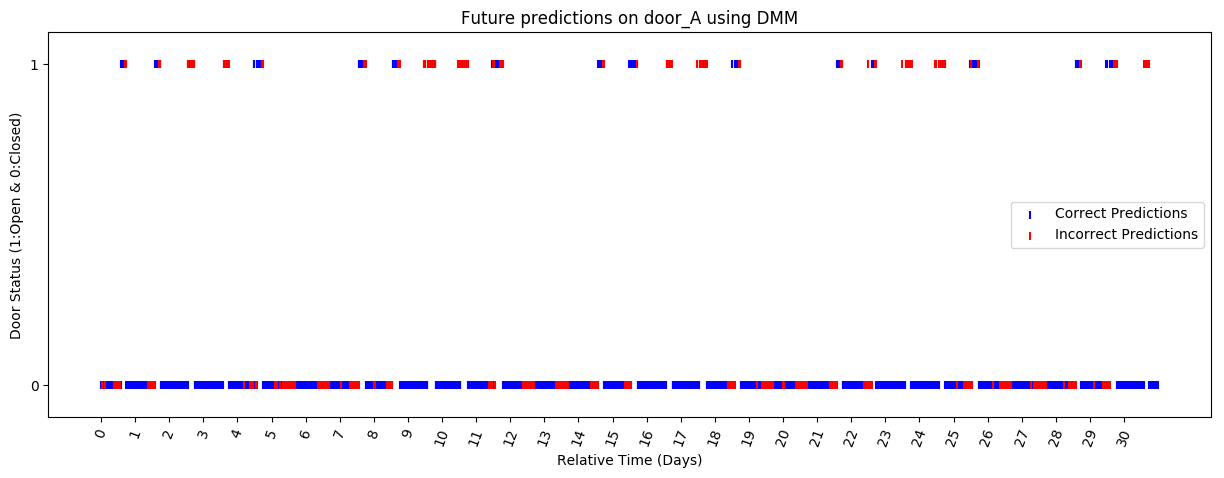 Future predictions on door_A using DMM
1
0
Door Status (1:Open & 0:Closed)
Correct Predictions
Incorrect Predictions
0 1 2 3 4 5 6 7 8 9 10 11 12 13 14 15 16 17 18 19 20 21 22 23 24 25 26 27 28 29 30
Relative Time (Days)